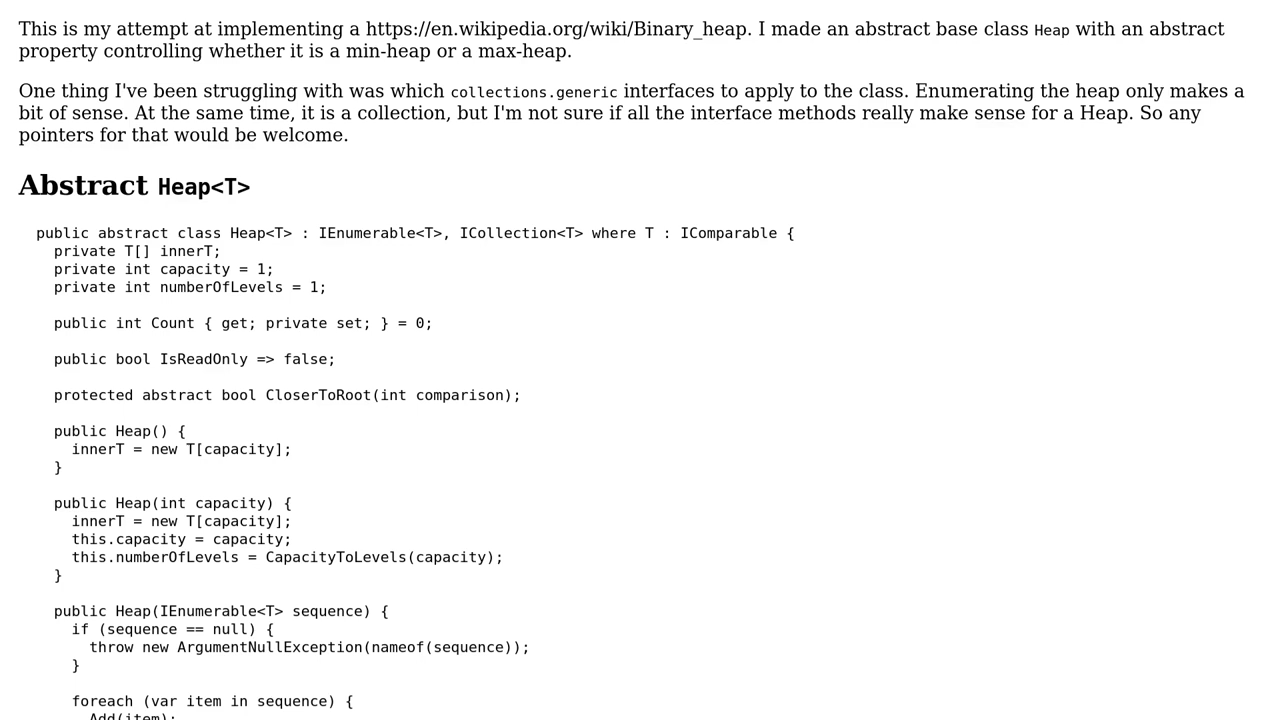 This is my attempt at implementing a https://en.wikipedia.org/wiki/Binary_heap. I made an abstract base class Heap with an abstract
property controlling whether it is a min-heap or a max-heap.
One thing I've been struggling with was which collections.generic interfaces to apply to the class. Enumerating the heap only makes a
bit of sense. At the same time, it is a collection, but I'm not sure if all the interface methods really make sense for a Heap. So any
pointers for that would be welcome.
Abstract Heap<T>
public abstract class Heap<T> : IEnumerable<T>, ICollection<T> where T : IComparable {
private T[] innerT;
private int capacity = 1;
private int numberOfLevels = 1;
public int Count { get; private set; } = 0;
public bool IsReadOnly => false;
protected abstract bool CloserToRoot(int comparison);
public Heap() {
innerT = new T[capacity];
}
public Heap(int capacity) {
innerT = new T[capacity];
this.capacity = capacity;
this.numberOfLevels = CapacityToLevels(capacity);
}
public Heap(IEnumerable<T> sequence) {
if (sequence == null) {
throw new ArgumentNullException(nameof(sequence));
}
foreach (var item in sequence) {
Add(item);